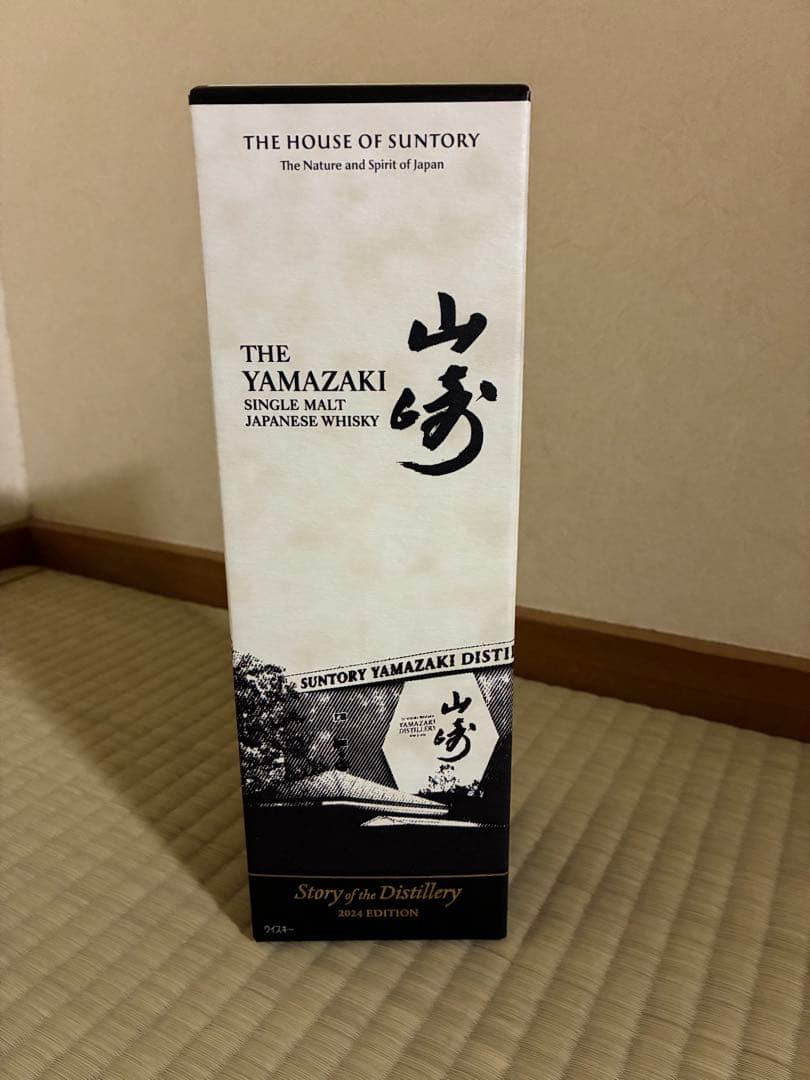 THE HOUSE OF SUNTORY
The Nature and Spirit of Japan
THE
YAMAZAKI
SINGLE MALT
JAPANESE WHISKY
山崎
SUNTORY YAMAZAKI DISTI
YAMAZAKI
DISTILLERY
山崎
Story of the Distillery
2024 EDITION
ウイスキー